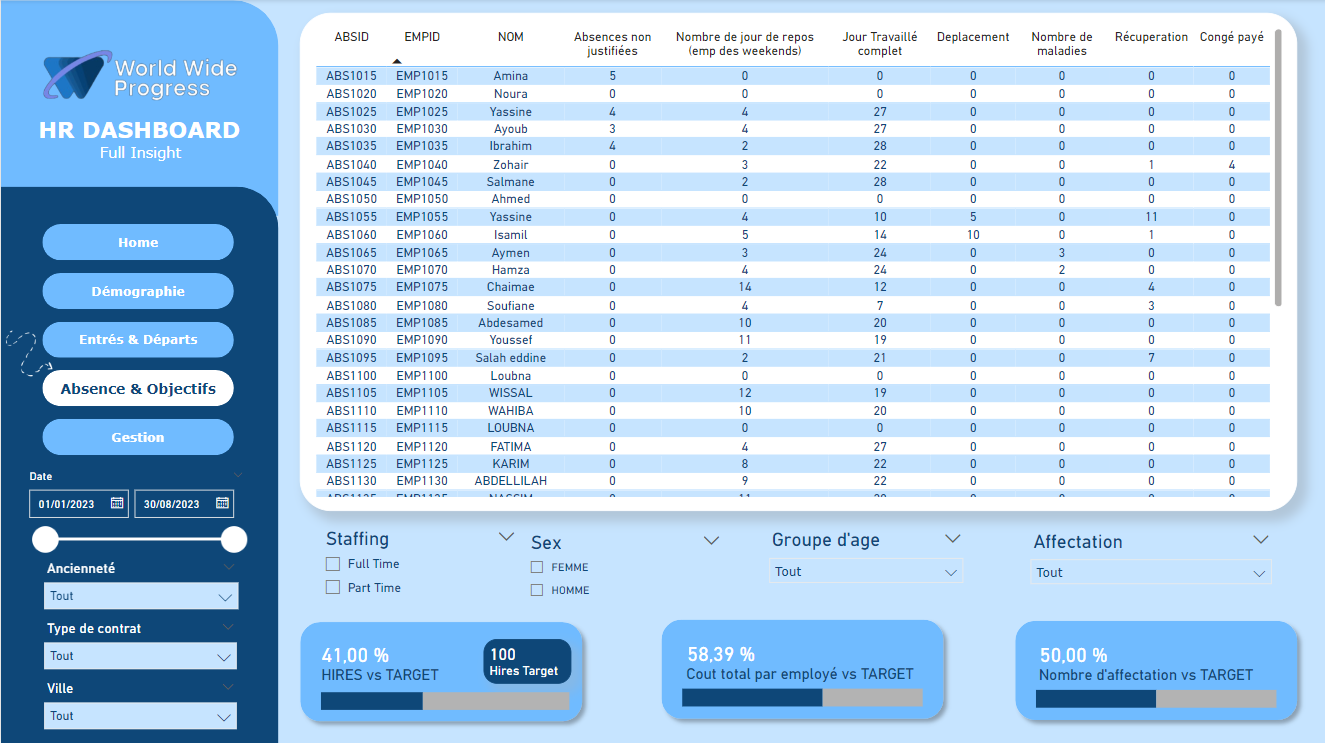 World Wide
Progress
HR DASHBOARD
Full Insight
Home
Démographie
Entrés & Départs
Absence & Objectifs
Gestion
Date
01/01/2023 30/08/2023
Ancienneté
Tout
Type de contrat
Tout
Ville
Tout
ABSID EMPID NOM Absences non justifiées Nombre de jour de repos (emp des weekends) Jour Travaillé complet Deplacement Nombre de maladies Récuperation Congé payé
ABS1015 EMP1015 Amina 5 0 0 0 0 0 0
ABS1020 EMP1020 Noura 0 0 0 0 0 0 0
ABS1025 EMP1025 Yassine 4 4 27 0 0 0 0
ABS1030 EMP1030 Ayoub 3 4 27 0 0 0 0
ABS1035 EMP1035 Ibrahim 4 2 28 0 0 0 0
ABS1040 EMP1040 Zohair 0 3 22 0 0 1 4
ABS1045 EMP1045 Salmane 0 2 28 0 0 0 0
ABS1050 EMP1050 Ahmed 0 0 0 0 0 0 0
ABS1055 EMP1055 Yassine 0 4 10 5 0 11 0
ABS1060 EMP1060 Isamil 0 5 14 10 0 1 0
ABS1065 EMP1065 Aymen 0 3 24 0 3 0 0
ABS1070 EMP1070 Hamza 0 4 24 0 2 0 0
ABS1075 EMP1075 Chaimae 0 14 12 0 0 4 0
ABS1080 EMP1080 Soufiane 0 4 7 0 0 3 0
ABS1085 EMP1085 Abdesamed 0 10 20 0 0 0 0
ABS1090 EMP1090 Youssef 0 11 19 0 0 0 0
ABS1095 EMP1095 Salah eddine 0 2 21 0 0 7 0
ABS1100 EMP1100 Loubna 0 0 0 0 0 0 0
ABS1105 EMP1105 WISSAL 0 12 19 0 0 0 0
ABS1110 EMP1110 WAHIBA 0 10 20 0 0 0 0
ABS1115 EMP1115 LOUBNA 0 0 0 0 0 0 0
ABS1120 EMP1120 FATIMA 0 4 27 0 0 0 0
ABS1125 EMP1125 KARIM 0 8 22 0 0 0 0
ABS1130 EMP1130 ABDELLILAH 0 9 22 0 0 0 0
Staffing
Full Time
Part Time
Sex
FEMME
HOMME
Groupe d'age
Tout
Affectation
Tout
41,00 %
HIRES vs TARGET
100
Hires Target
58,39 %
Cout total par employé vs TARGET
50,00 %
Nombre d'affectation vs TARGET